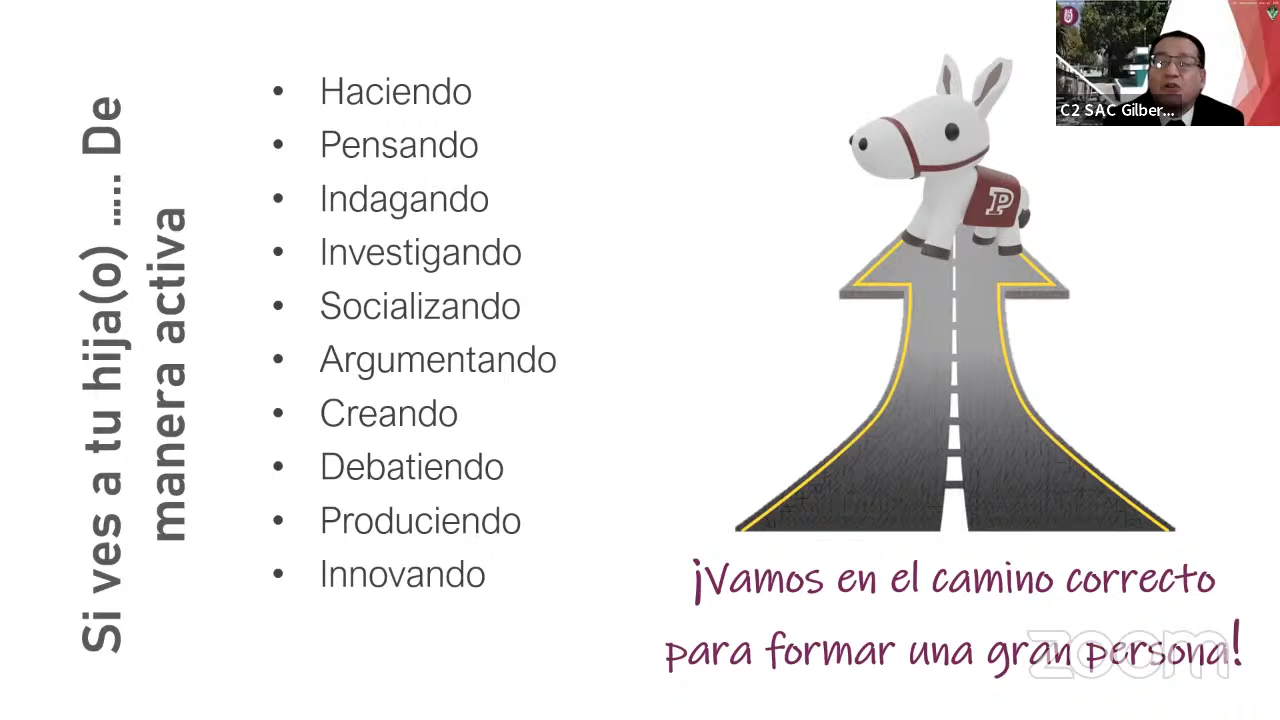 Si ves a tu hija(o) ..... De
manera activa
• Haciendo
• Pensando
• Indagando
• Investigando
• Socializando
• Argumentando
• Creando
• Debatiendo
• Produciendo
• Innovando
P
C2 SAC Gilber...
¡Vamos en el camino correcto
para formar una gran persona!
zoom